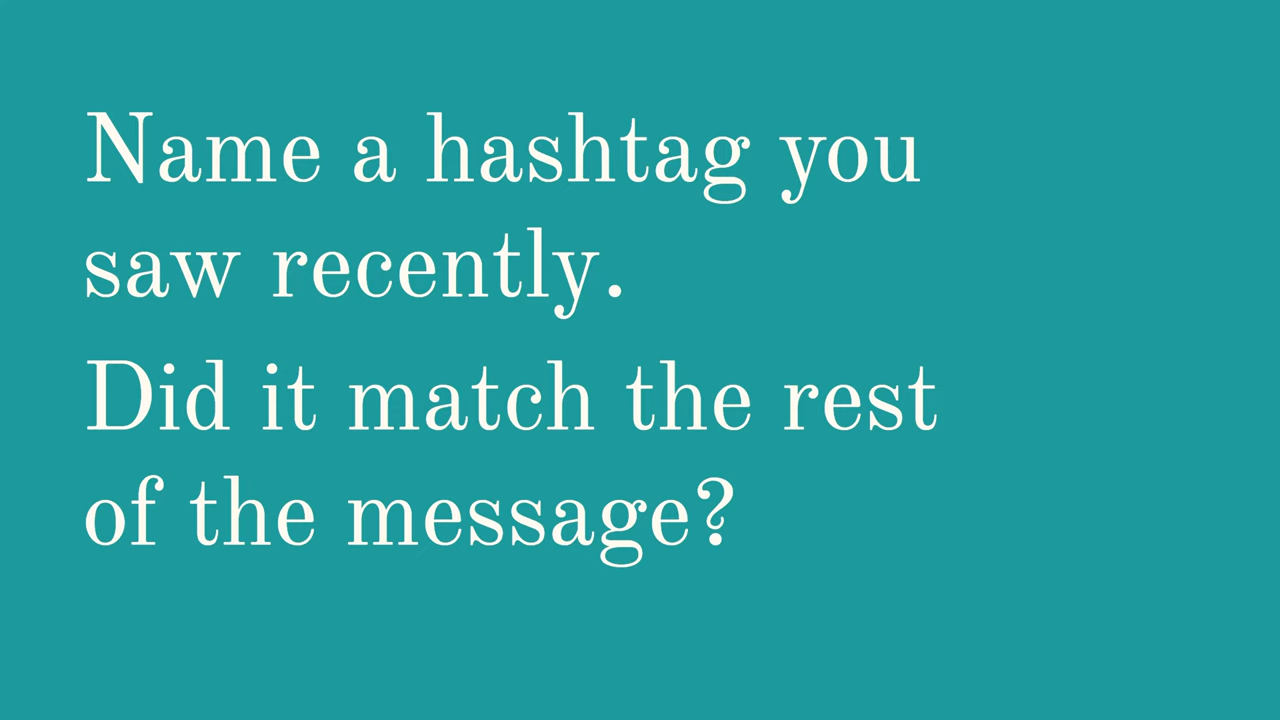 Name a hashtag you
saw recently.
Did it match the rest
of the message?